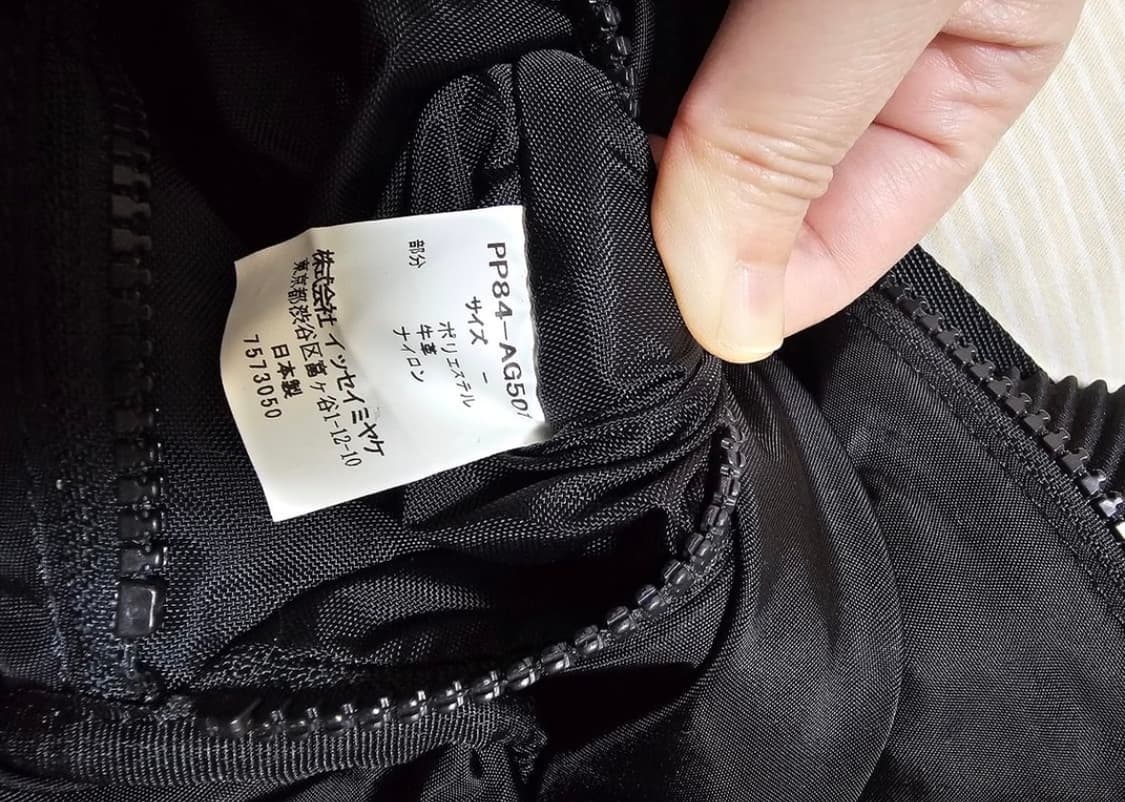 PP84-AG501
サイズ -
ポリエステル
部分 牛革
ナイロン
株式会社イッセイミヤケ
東京都渋谷区富ヶ谷1-12-10
日本製
7573050